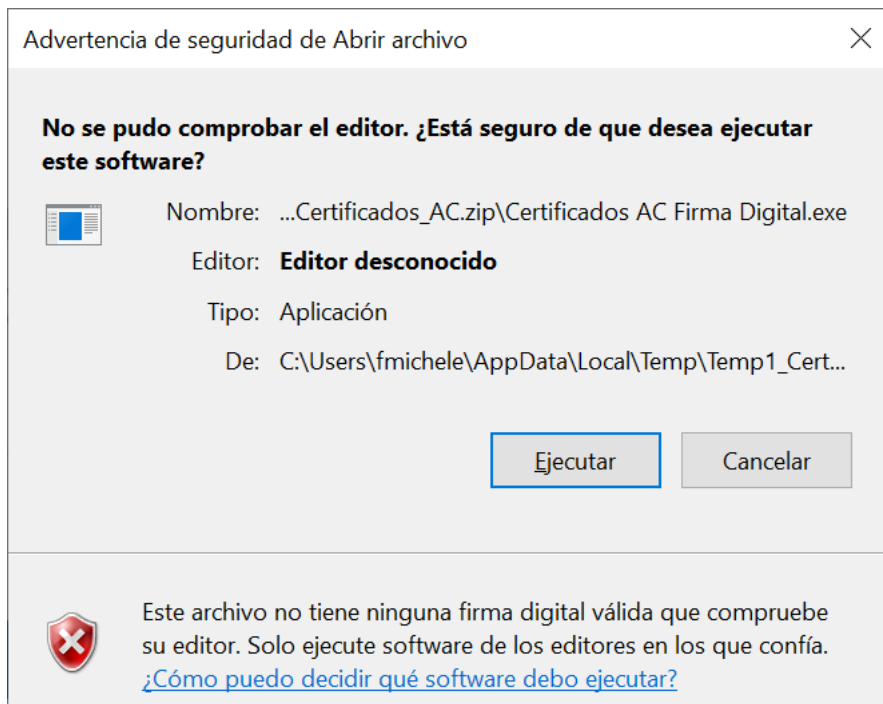 Advertencia de seguridad de Abrir archivo
No se pudo comprobar el editor. ¿Está seguro de que desea ejecutar
este software?
Nombre: ...Certificados_AC.zip\Certificados AC Firma Digital.exe
Editor: Editor desconocido
Tipo: Aplicación
De: C:\Users\fmichele\AppData\Local\Temp\Temp1_Cert...
Ejecutar Cancelar
Este archivo no tiene ninguna firma digital válida que compruebe
su editor. Solo ejecute software de los editores en los que confía.
¿Cómo puedo decidir qué software debo ejecutar?